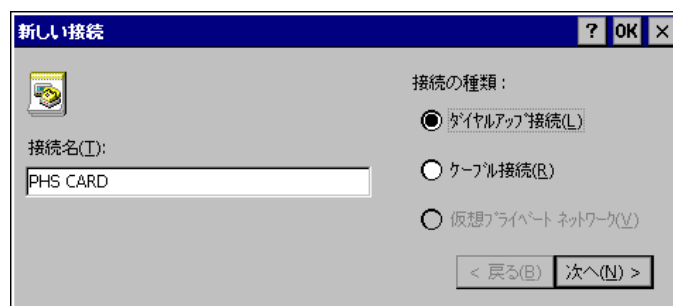 新しい接続 ? OK ×
接続名(T):
PHS CARD
接続の種類：
ﾀﾞｲﾔﾙｱｯﾌﾟ接続(L)
ｹｰﾌﾞﾙ接続(R)
仮想ﾌﾟﾗｲﾍﾞｰﾄ ﾈｯﾄﾜｰｸ(V)
< 戻る(B) 次へ(N) >